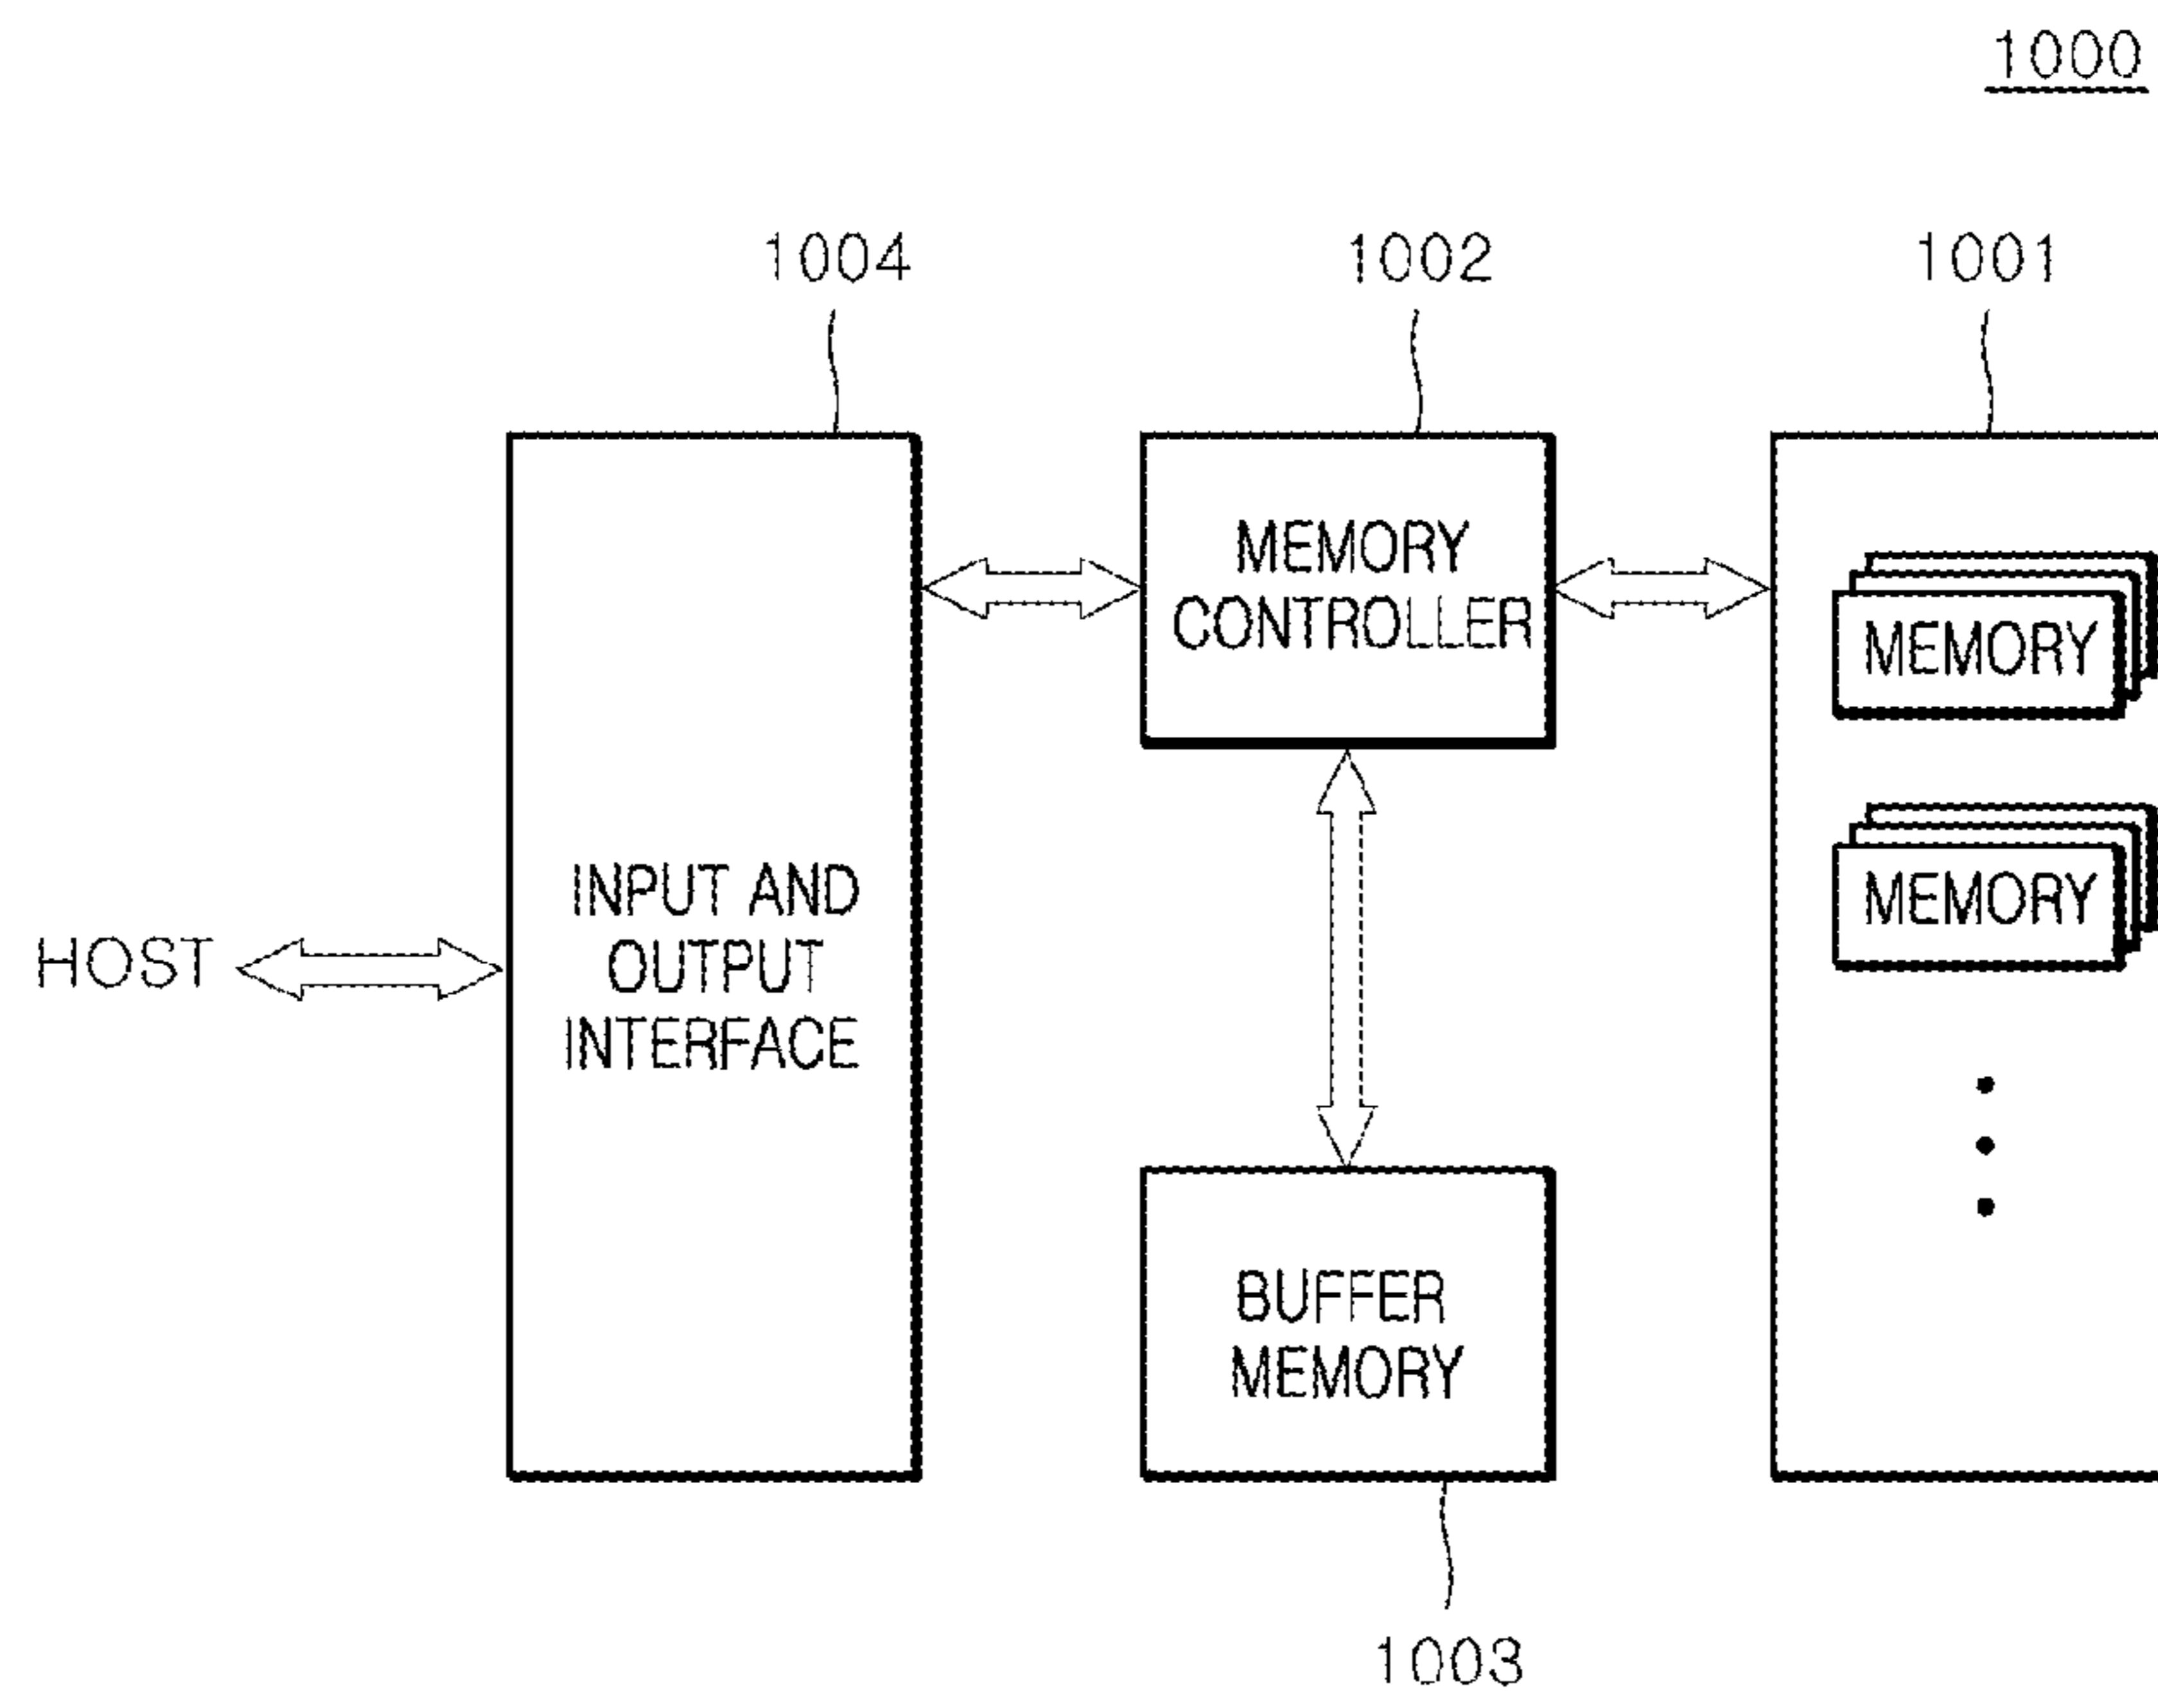 1000
1004
1002
1001
MEMORY
CONTROLLER
MEMORY
MEMORY
INPUT AND
OUTPUT
INTERFACE
HOST
BUFFER
MEMORY
1003